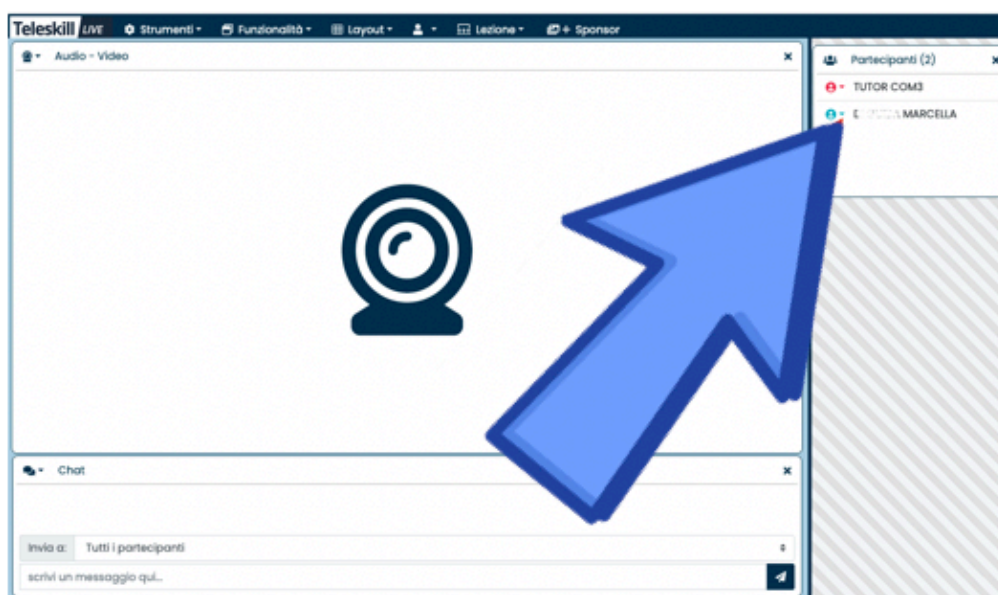 Teleskill LIVE Strumenti Funzionalità Layout Lezione + Sponsor
Audio - Video
Partecipanti (2)
TUTOR COM3
MARCELLA
Chat
Invia a: Tutti i partecipanti
scrivi un messaggio qui...